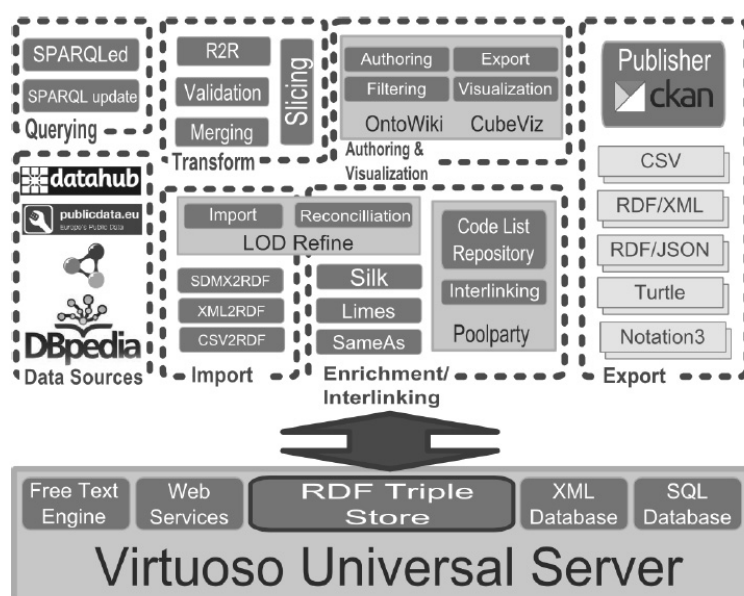 SPARQLed
SPARQL update
Querying
R2R
Validation
Merging
Slicing
Transform
Authoring
Export
Filtering
Visualization
OntoWiki
CubeViz
Authoring &
Visualization
Publisher
ckan
CSV
RDF/XML
RDF/JSON
Turtle
Notation3
Export
datahub
publicdata.eu
Europe's Public Data
DBpedia
Data Sources
Import
Reconcilliation
LOD Refine
SDMX2RDF
XML2RDF
CSV2RDF
Import
Silk
Limes
SameAs
Code List
Repository
Interlinking
Poolparty
Enrichment/
Interlinking
Free Text
Engine
Web
Services
RDF Triple
Store
XML
Database
SQL
Database
Virtuoso Universal Server